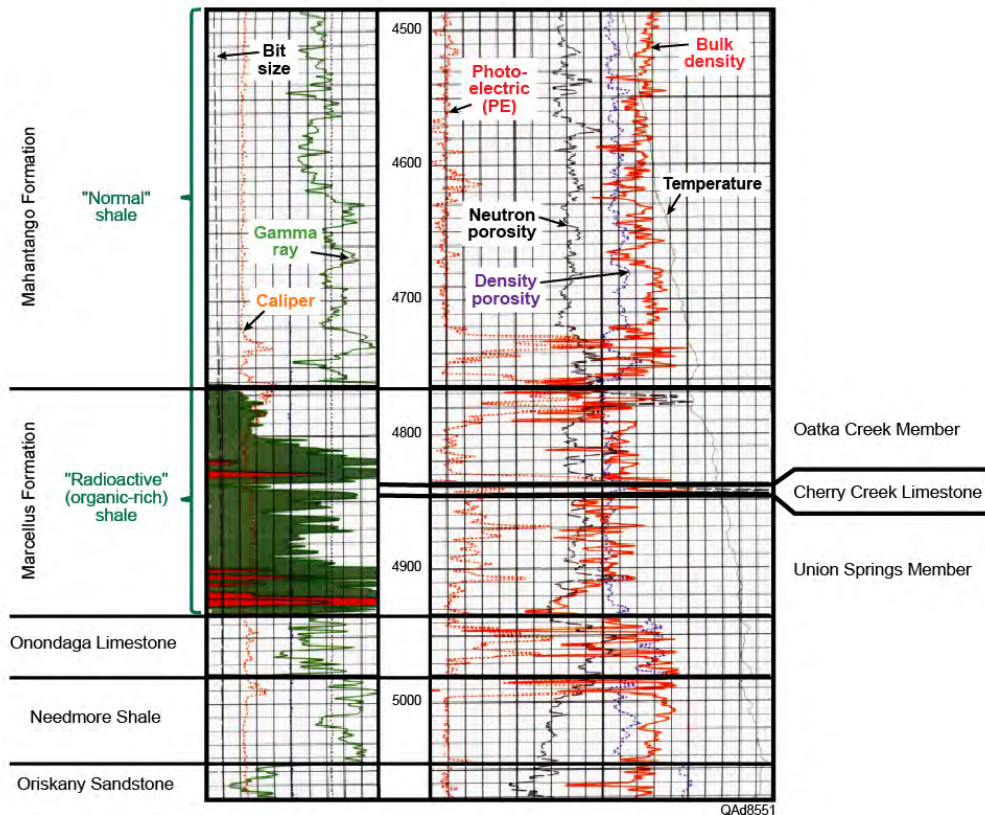 Mahantango Formation
Marcellus Formation
"Normal"
shale
"Radioactive"
(organic-rich)
shale
Onondaga Limestone
Needmore Shale
Oriskany Sandstone
Bit
size
Gamma
ray
Caliper
4500
4600
4700
4800
4900
5000
Photo-
electric
(PE)
Bulk
density
Temperature
Neutron
porosity
Density
porosity
Oatka Creek Member
Cherry Creek Limestone
Union Springs Member
QAd8551